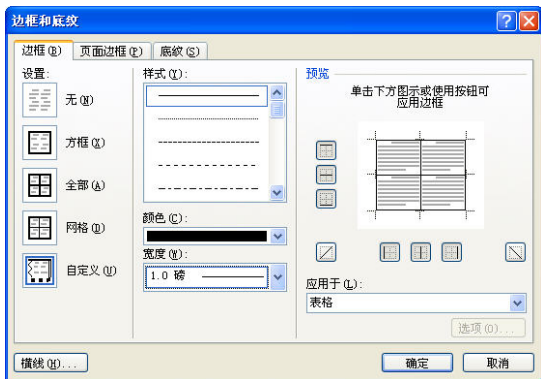 边框和底纹
边框(B) 页面边框(P) 底纹(S)
设置:
无(N)
方框(X)
全部(A)
网格(D)
自定义(U)
样式(Y):
颜色(C):
宽度(W):
1.0 磅
预览
单击下方图示或使用按钮可
应用边框
应用于(L):
表格
选项(O)...
横线(H)...
确定
取消